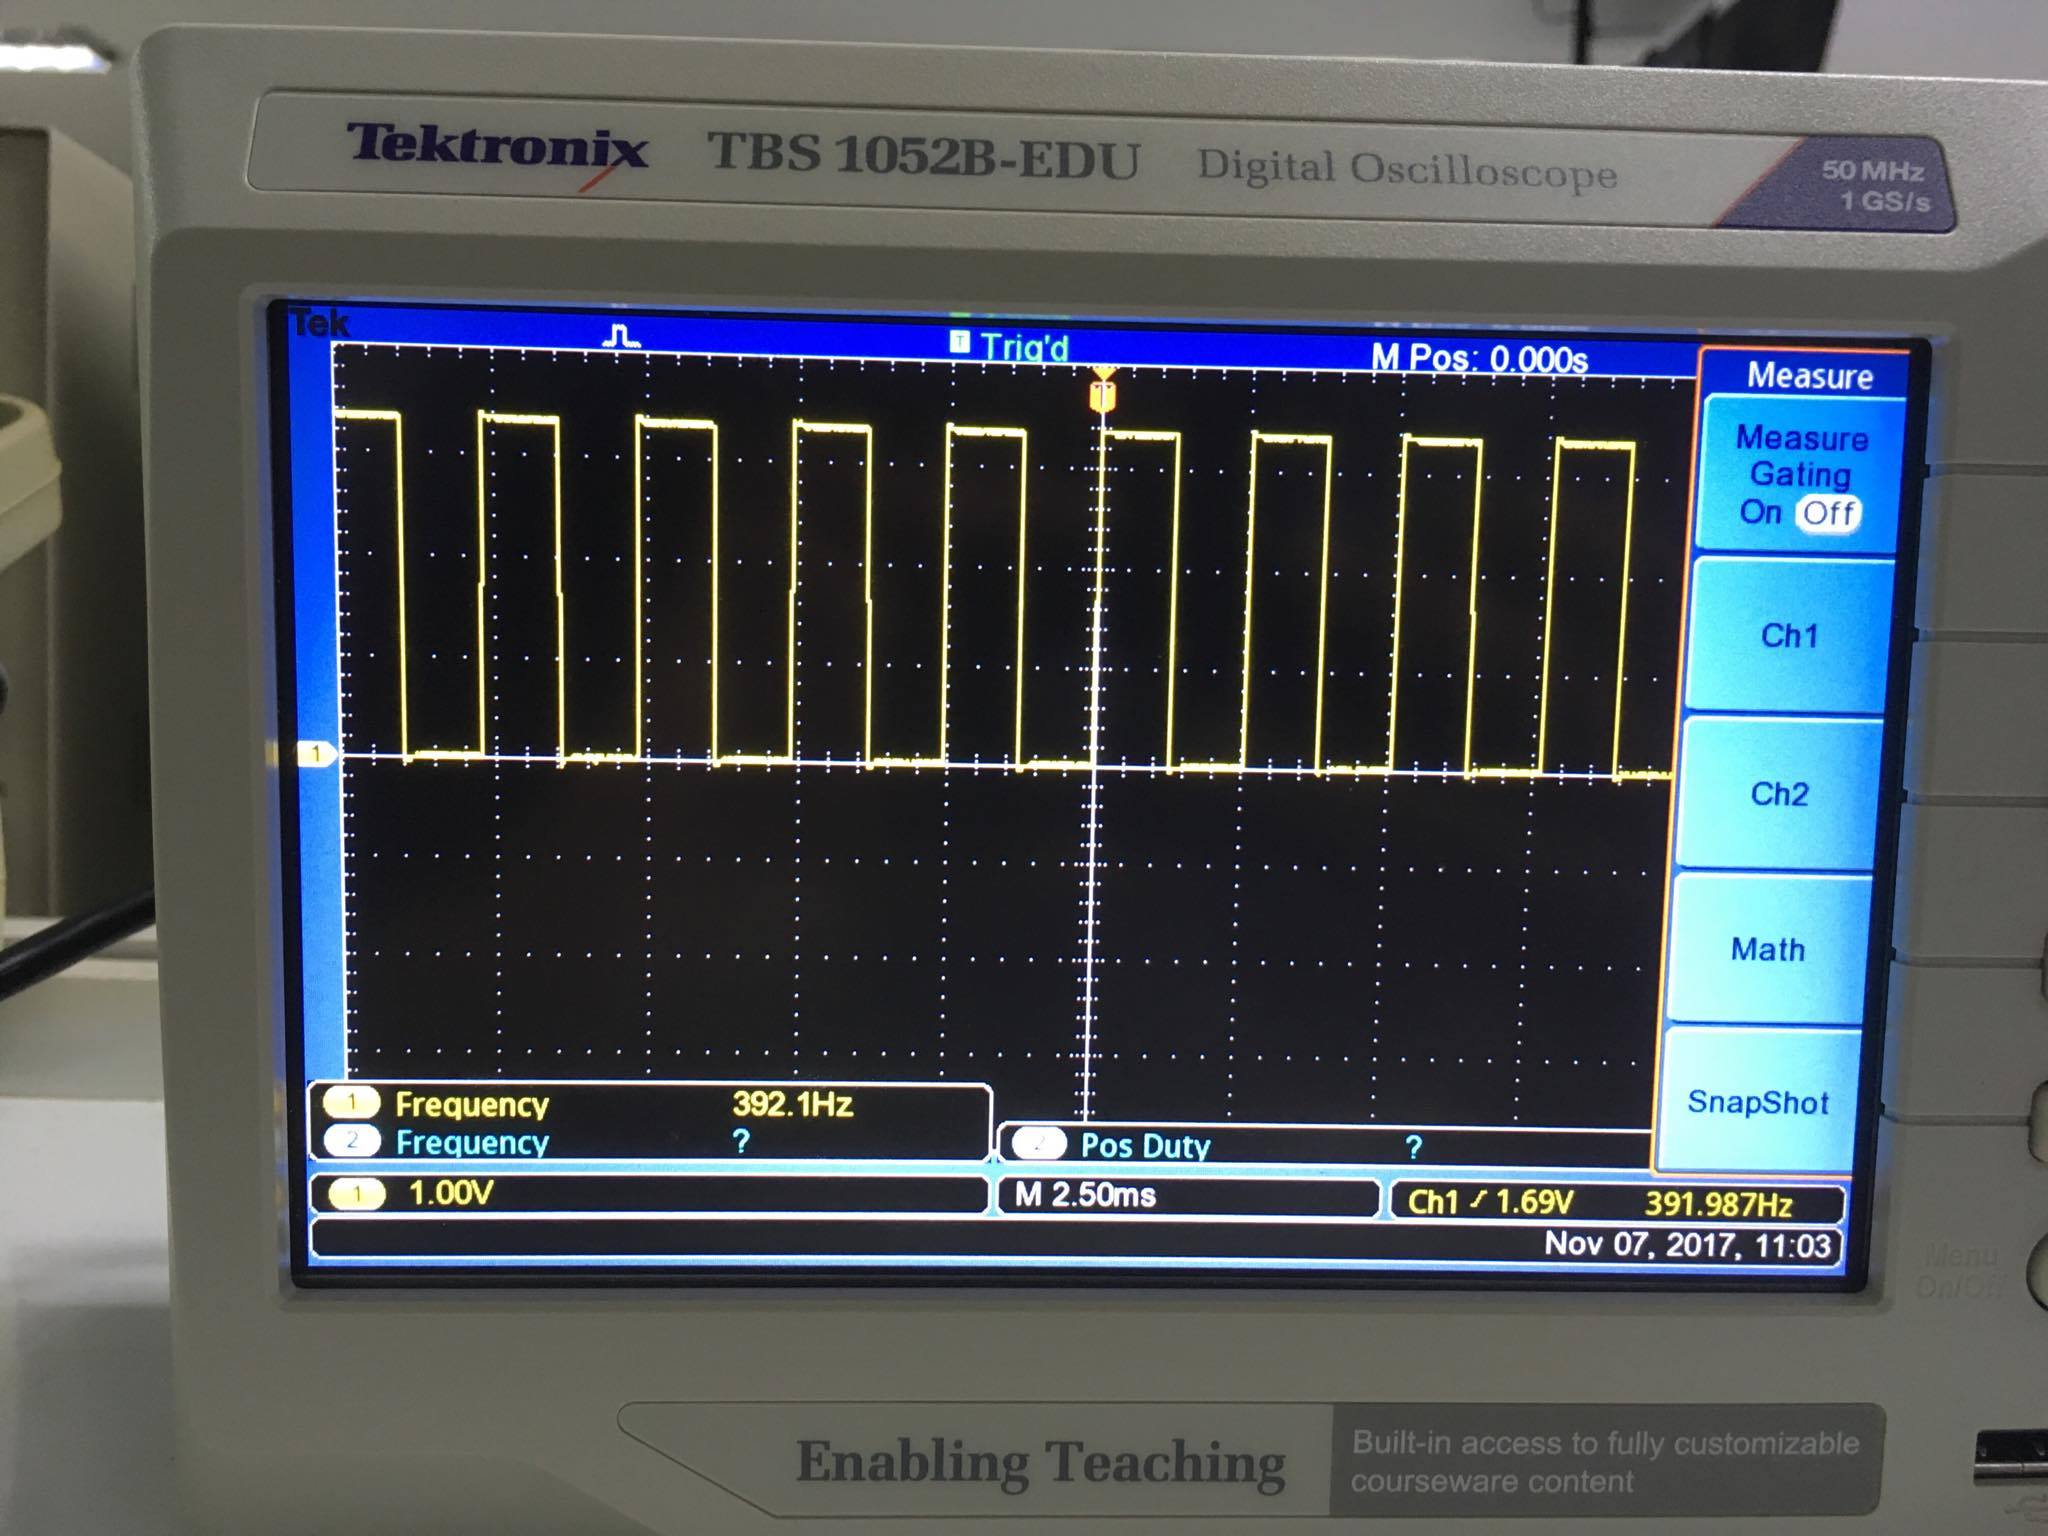 Tektronix TBS 1052B-EDU Digital Oscilloscope
50 MHz
1 GS/s
Tek
T Trig'd
M Pos: 0.000s
Measure
Measure
Gating
On Off
Ch1
Ch2
Math
SnapShot
T
1
1 Frequency 392.1Hz
2 Frequency ?
2 Pos Duty ?
1 1.00V
M 2.50ms
Ch1 1.69V 391.987Hz
Nov 07, 2017, 11:03
Menu
On/Off
Enabling Teaching
Built-in access to fully customizable
courseware content